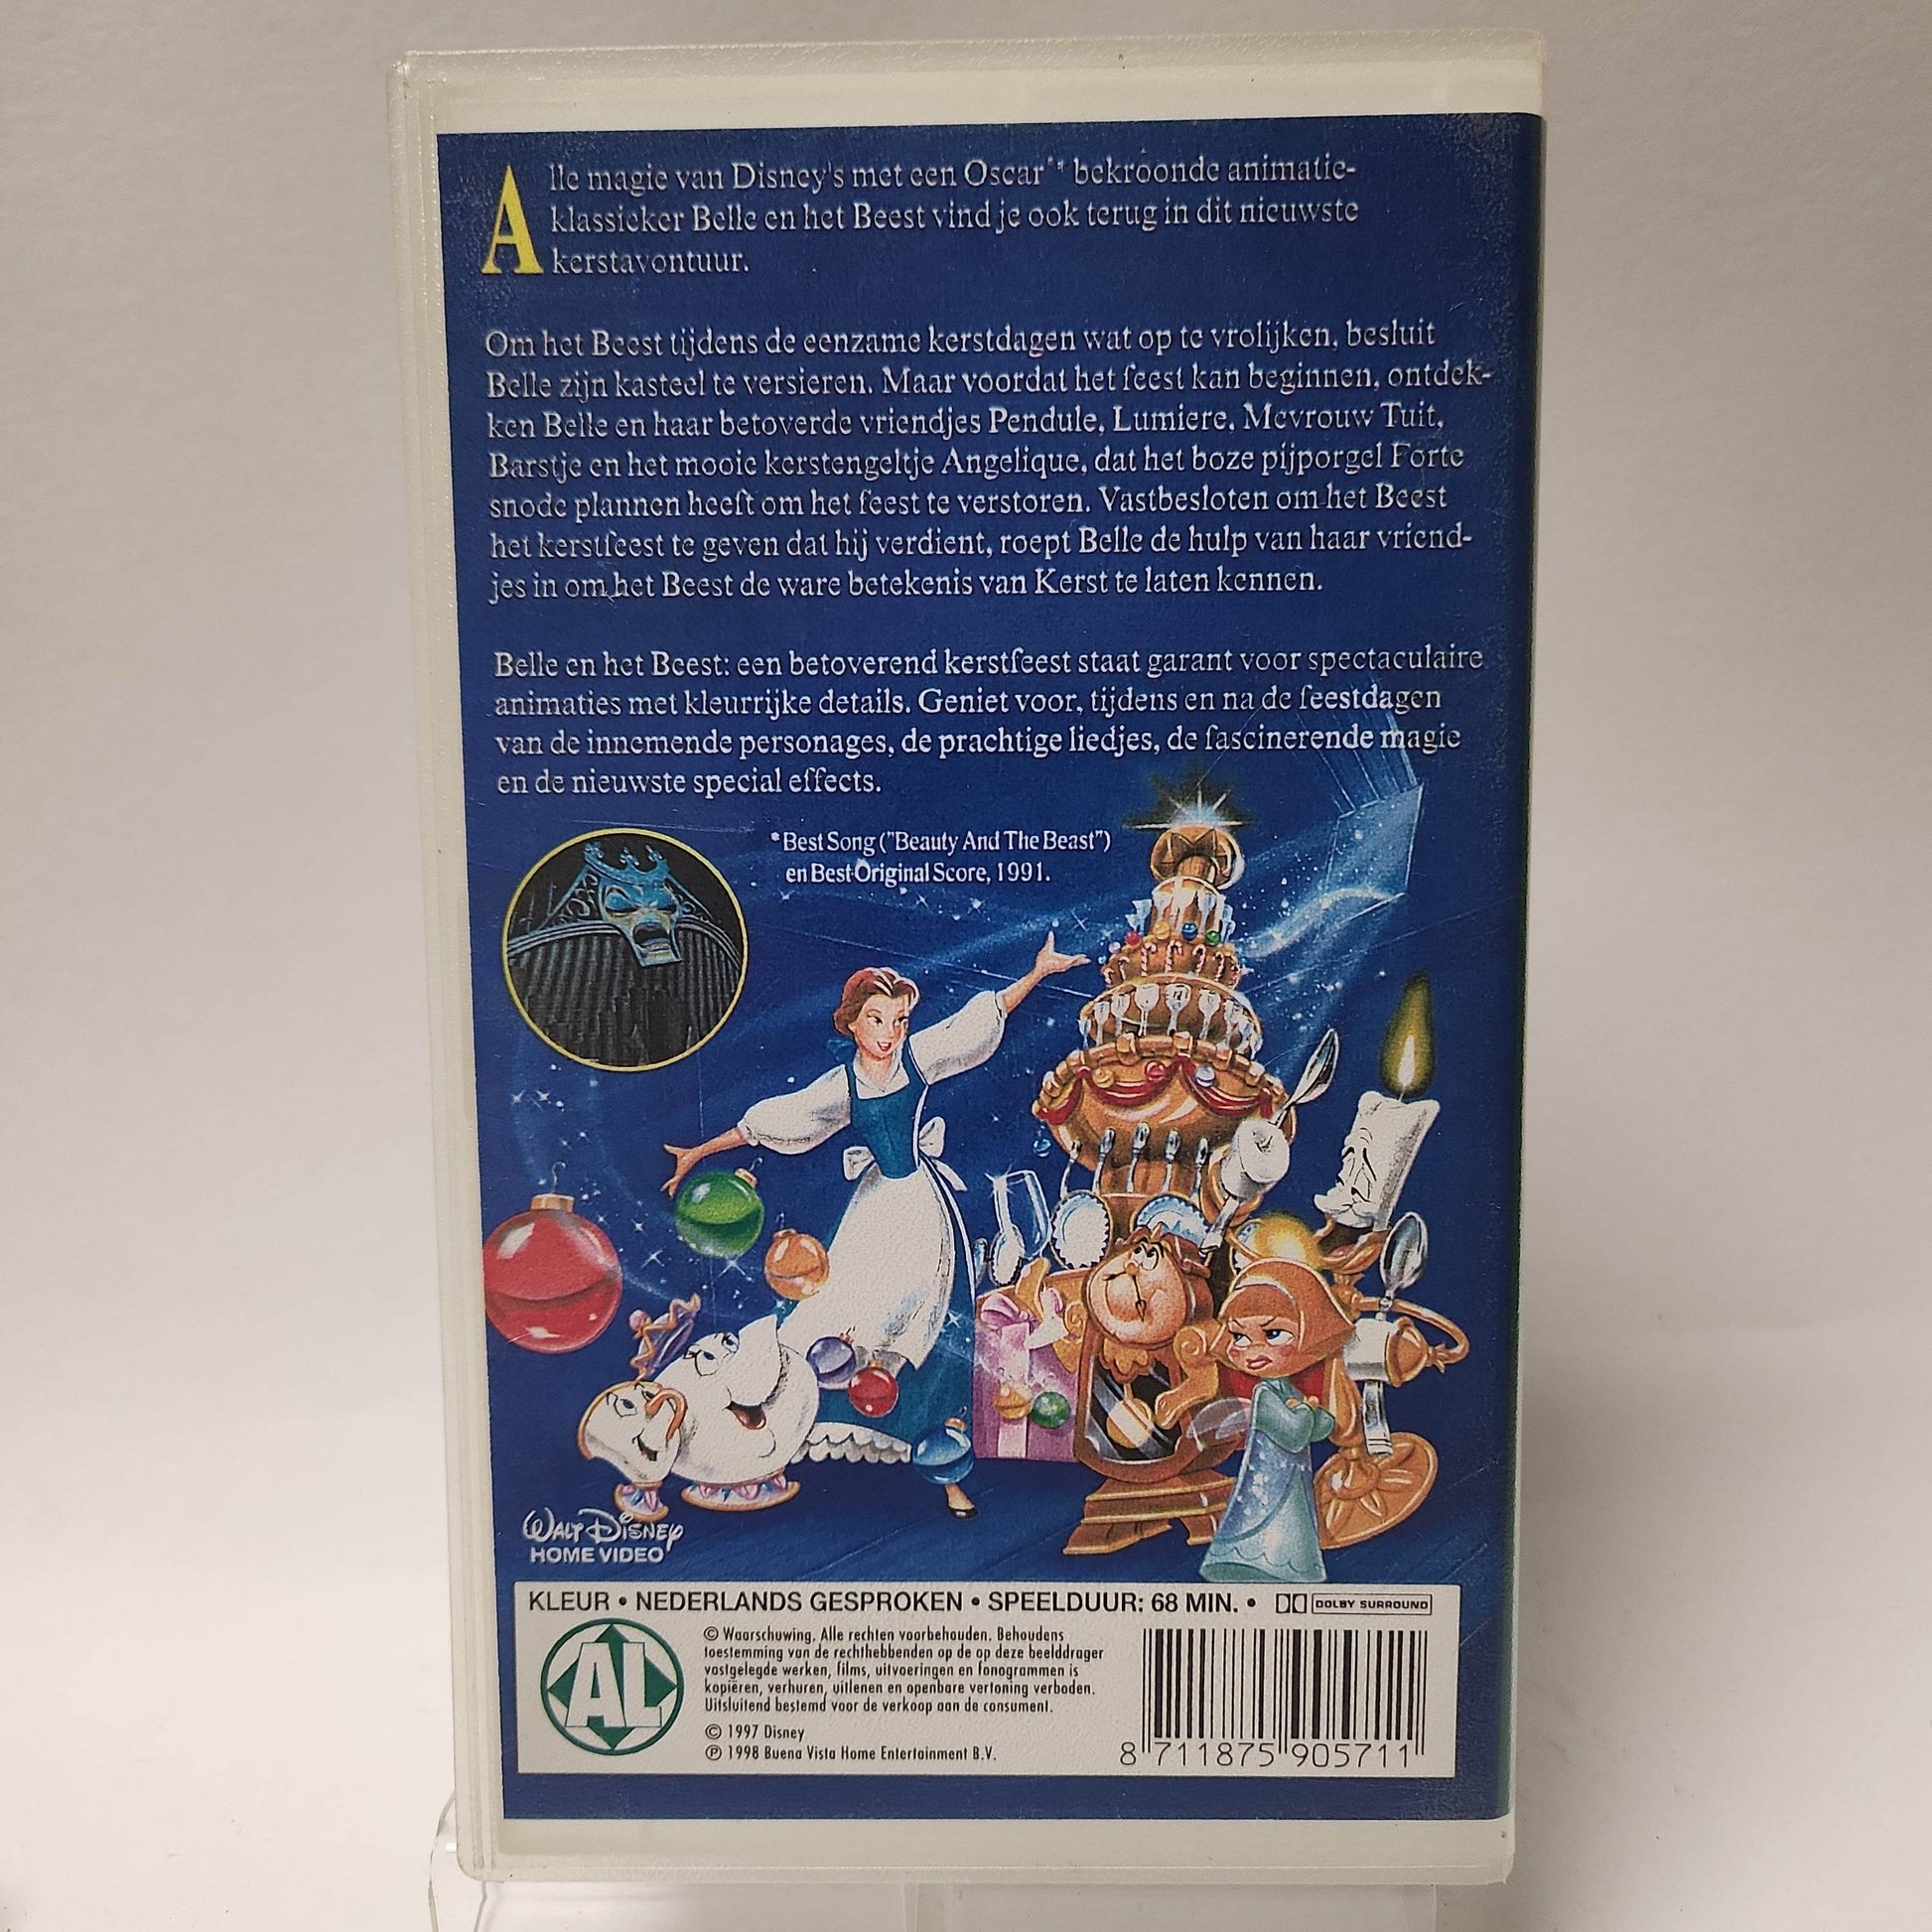 Alle magie van Disney's met een Oscar®* bekroonde animatie-
klassieker Belle en het Beest vind je ook terug in dit nieuwste
kerstavontuur.
Om het Beest tijdens de eenzame kerstdagen wat op te vrolijken, besluit
Belle zijn kasteel te versieren. Maar voordat het feest kan beginnen, ontdek-
ken Belle en haar betoverde vriendjes Pendule, Lumiere, Mevrouw Tuit,
Barstje en het mooie kerstengeltje Angelique, dat het boze pijporgel Forte
snode plannen heeft om het feest te verstoren. Vastbesloten om het Beest
het kerstfeest te geven dat hij verdient, roept Belle de hulp van haar vriend-
jes in om het Beest de ware betekenis van Kerst te laten kennen.
Belle en het Beest: een betoverend kerstfeest staat garant voor spectaculaire
animaties met kleurrijke details. Geniet voor, tijdens en na de feestdagen
van de innemende personages, de prachtige liedjes, de fascinerende magie
en de nieuwste special effects.
*Best Song ("Beauty And The Beast")
en Best Original Score, 1991.
WALT DISNEY
HOME VIDEO
KLEUR • NEDERLANDS GESPROKEN • SPEELDUUR: 68 MIN. • DOLBY SURROUND
AL
© Waarschuwing. Alle rechten voorbehouden. Behoudens
toestemming van de rechthebbenden op de op deze beelddrager
vastgelegde werken, films, uitvoeringen en fonogrammen is
kopiëren, verhuren, uitlenen en openbare vertoning verboden.
Uitsluitend bestemd voor de verkoop aan de consument.
© 1997 Disney
℗ 1998 Buena Vista Home Entertainment B.V.
8 711875 905711